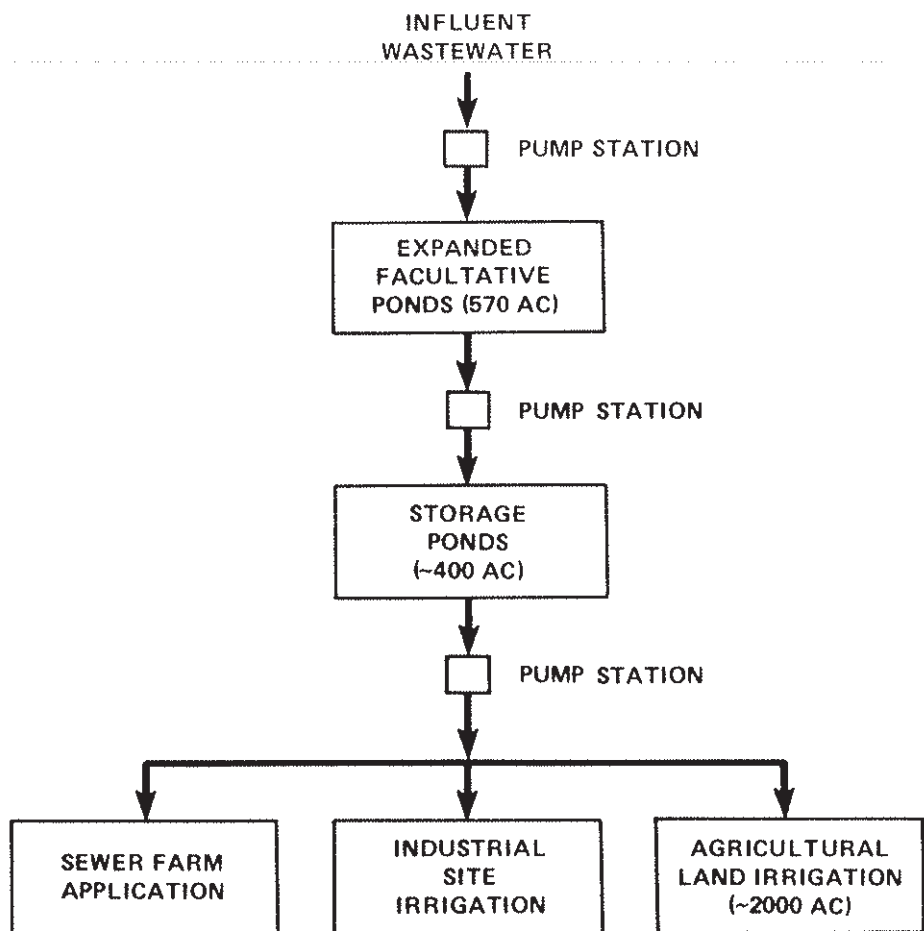 INFLUENT
WASTEWATER
PUMP STATION
EXPANDED
FACULTATIVE
PONDS (570 AC)
PUMP STATION
STORAGE
PONDS
(~400 AC)
PUMP STATION
SEWER FARM
APPLICATION
INDUSTRIAL
SITE
IRRIGATION
AGRICULTURAL
LAND IRRIGATION
(~2000 AC)